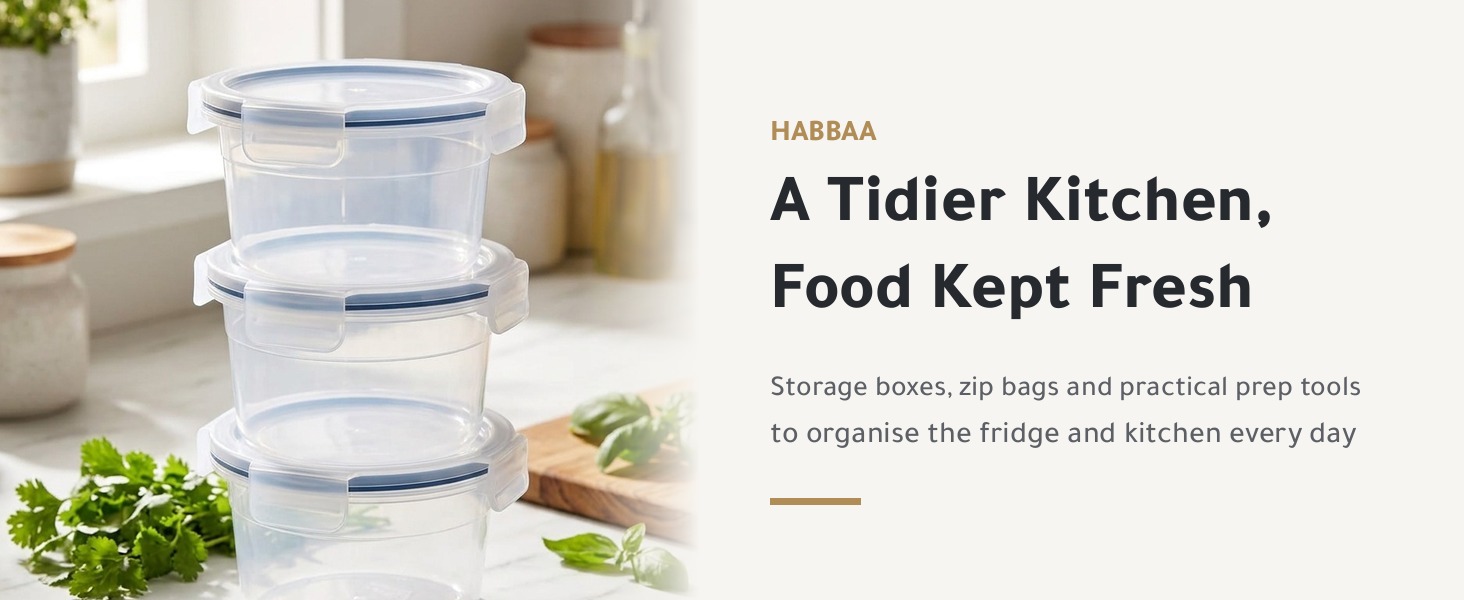 HABBAA
A Tidier Kitchen,
Food Kept Fresh
Storage boxes, zip bags and practical prep tools
to organise the fridge and kitchen every day